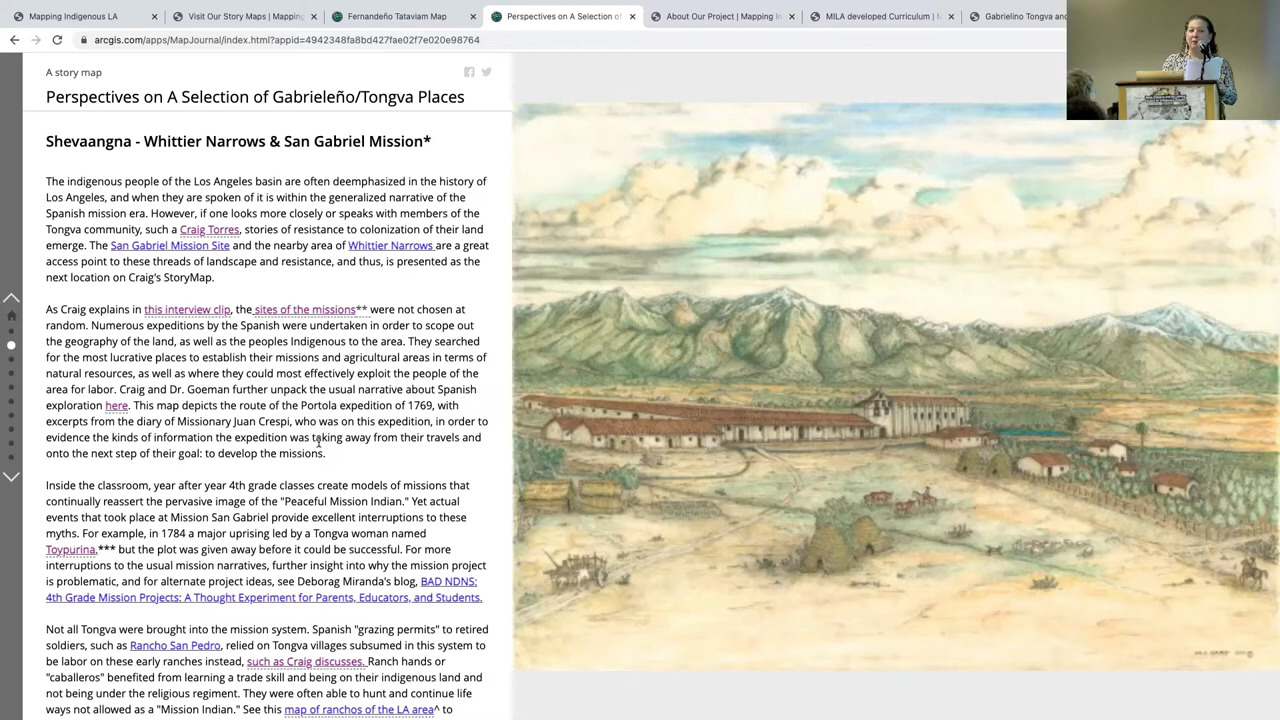 Mapping Indigenous LA
Visit Our Story Maps | Mapping
Fernandeño Tataviam Map
Perspectives on A Selection of
About Our Project | Mapping In
MILA developed Curriculum |
Gabrielino Tongva and
arcgis.com/apps/MapJournal/index.html?appid=4942348fa8bd427fae02f7e020e98764
A story map
Perspectives on A Selection of Gabrieleño/Tongva Places
Shevaangna - Whittier Narrows & San Gabriel Mission*
The indigenous people of the Los Angeles basin are often deemphasized in the history of
Los Angeles, and when they are spoken of it is within the generalized narrative of the
Spanish mission era. However, if one looks more closely or speaks with members of the
Tongva community, such a Craig Torres, stories of resistance to colonization of their land
emerge. The San Gabriel Mission Site and the nearby area of Whittier Narrows are a great
access point to these threads of landscape and resistance, and thus, is presented as the
next location on Craig's StoryMap.
As Craig explains in this interview clip, the sites of the missions** were not chosen at
random. Numerous expeditions by the Spanish were undertaken in order to scope out
the geography of the land, as well as the peoples Indigenous to the area. They searched
for the most lucrative places to establish their missions and agricultural areas in terms of
natural resources, as well as where they could most effectively exploit the people of the
area for labor. Craig and Dr. Goeman further unpack the usual narrative about Spanish
exploration here. This map depicts the route of the Portola expedition of 1769, with
excerpts from the diary of Missionary Juan Crespi, who was on this expedition, in order to
evidence the kinds of information the expedition was taking away from their travels and
onto the next step of their goal: to develop the missions.
Inside the classroom, year after year 4th grade classes create models of missions that
continually reassert the pervasive image of the "Peaceful Mission Indian." Yet actual
events that took place at Mission San Gabriel provide excellent interruptions to these
myths. For example, in 1784 a major uprising led by a Tongva woman named
Toypurina,*** but the plot was given away before it could be successful. For more
interruptions to the usual mission narratives, further insight into why the mission project
is problematic, and for alternate project ideas, see Deborag Miranda's blog, BAD NDNS:
4th Grade Mission Projects: A Thought Experiment for Parents, Educators, and Students.
Not all Tongva were brought into the mission system. Spanish "grazing permits" to retired
soldiers, such as Rancho San Pedro, relied on Tongva villages subsumed in this system to
be labor on these early ranches instead, such as Craig discusses. Ranch hands or
"caballeros" benefited from learning a trade skill and being on their indigenous land and
not being under the religious regiment. They were often able to hunt and continue life
ways not allowed as a "Mission Indian." See this map of ranchos of the LA area^ to